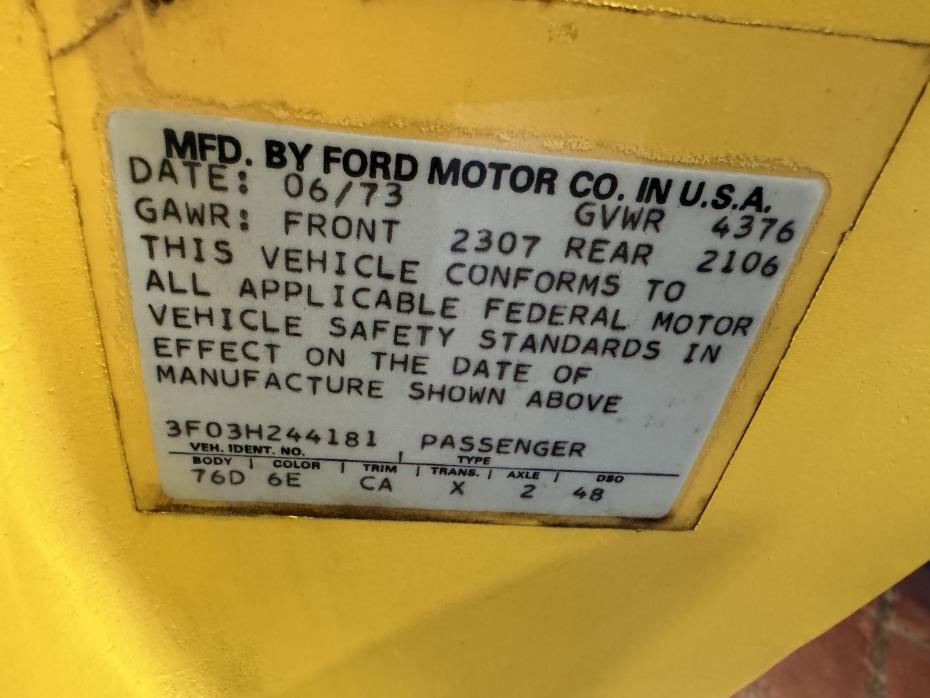 MFD. BY FORD MOTOR CO. IN U.S.A.
DATE: 06/73 GVWR 4376
GAWR: FRONT 2307 REAR 2106
THIS VEHICLE CONFORMS TO
ALL APPLICABLE FEDERAL MOTOR
VEHICLE SAFETY STANDARDS IN
EFFECT ON THE DATE OF
MANUFACTURE SHOWN ABOVE
3F03H244181 PASSENGER
VEH. IDENT. NO. TYPE
BODY COLOR TRIM TRANS. AXLE DSO
76D 6E CA X 2 48